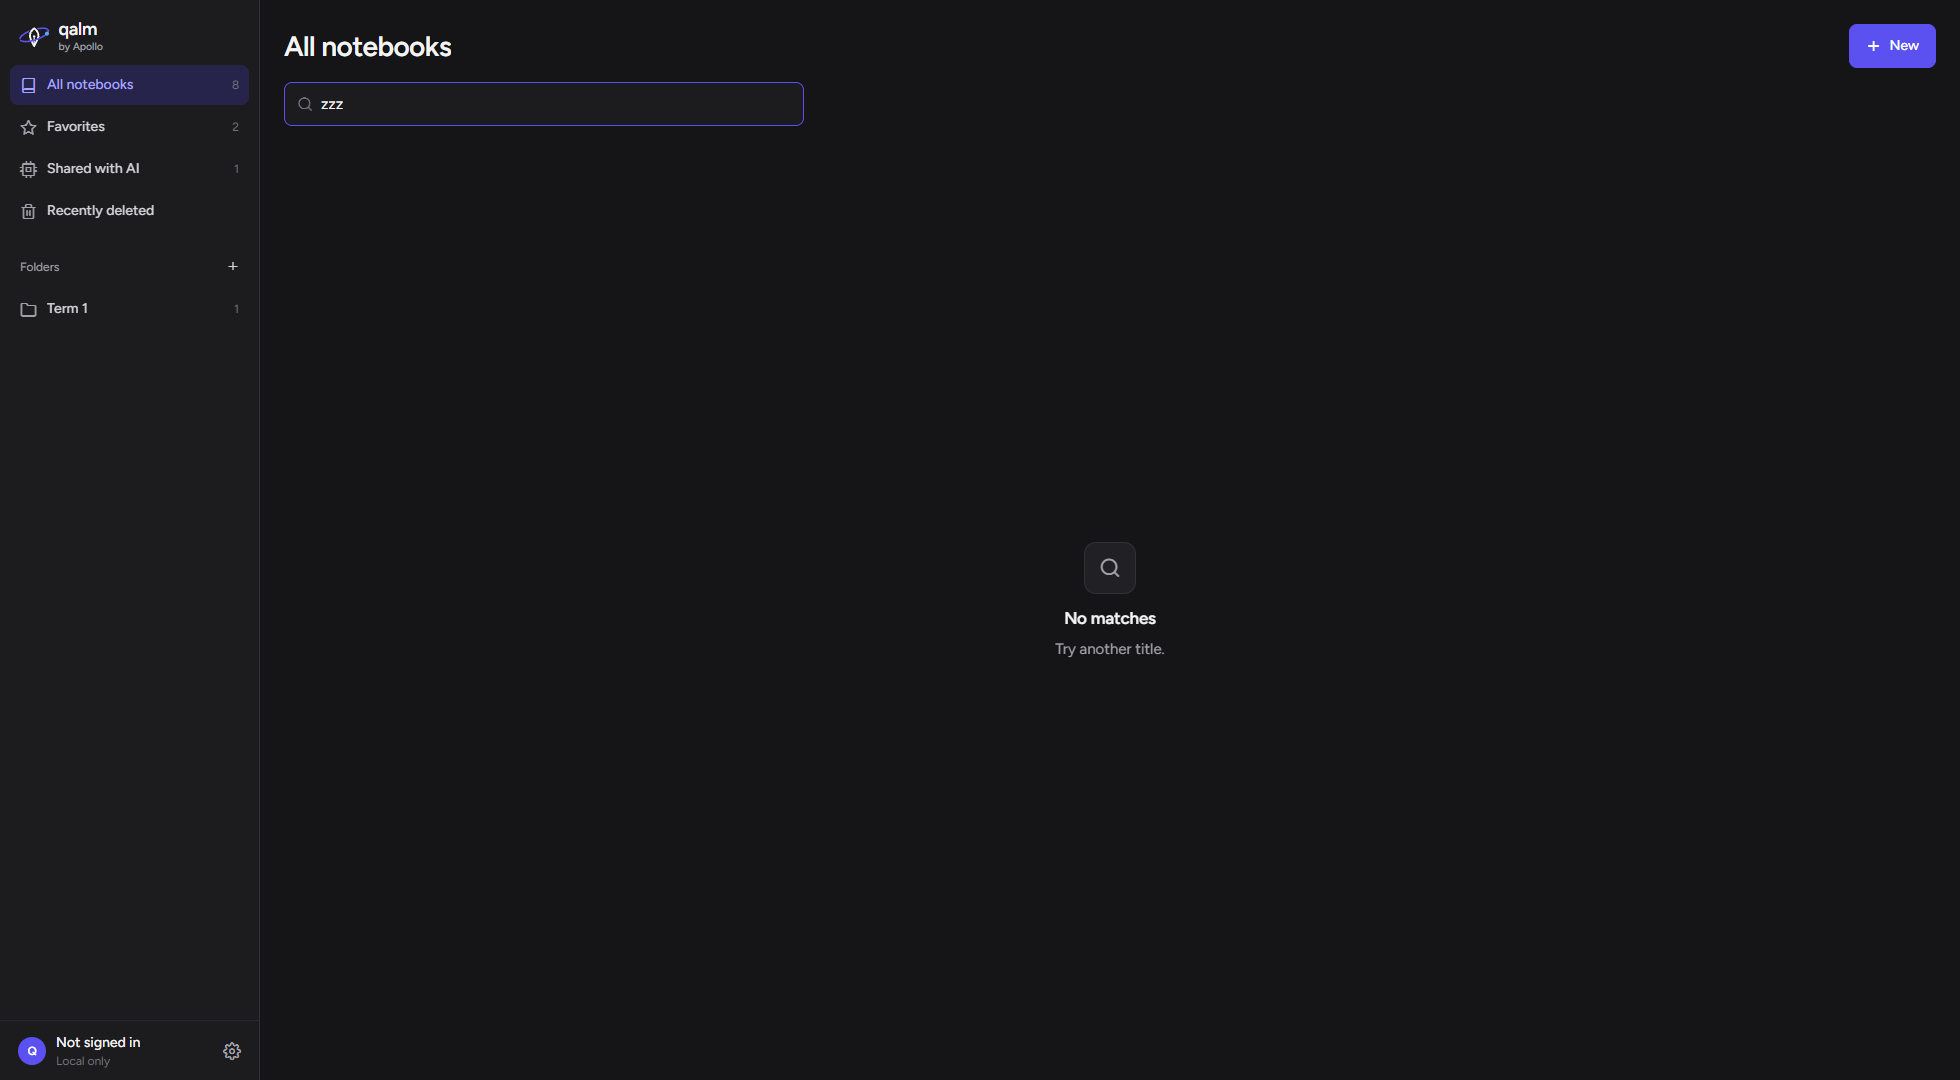 qalm
by Apollo
All notebooks 8
Favorites 2
Shared with AI 1
Recently deleted
Folders +
Term 1 1
Q
Not signed in
Local only
All notebooks
+ New
zzz
No matches
Try another title.